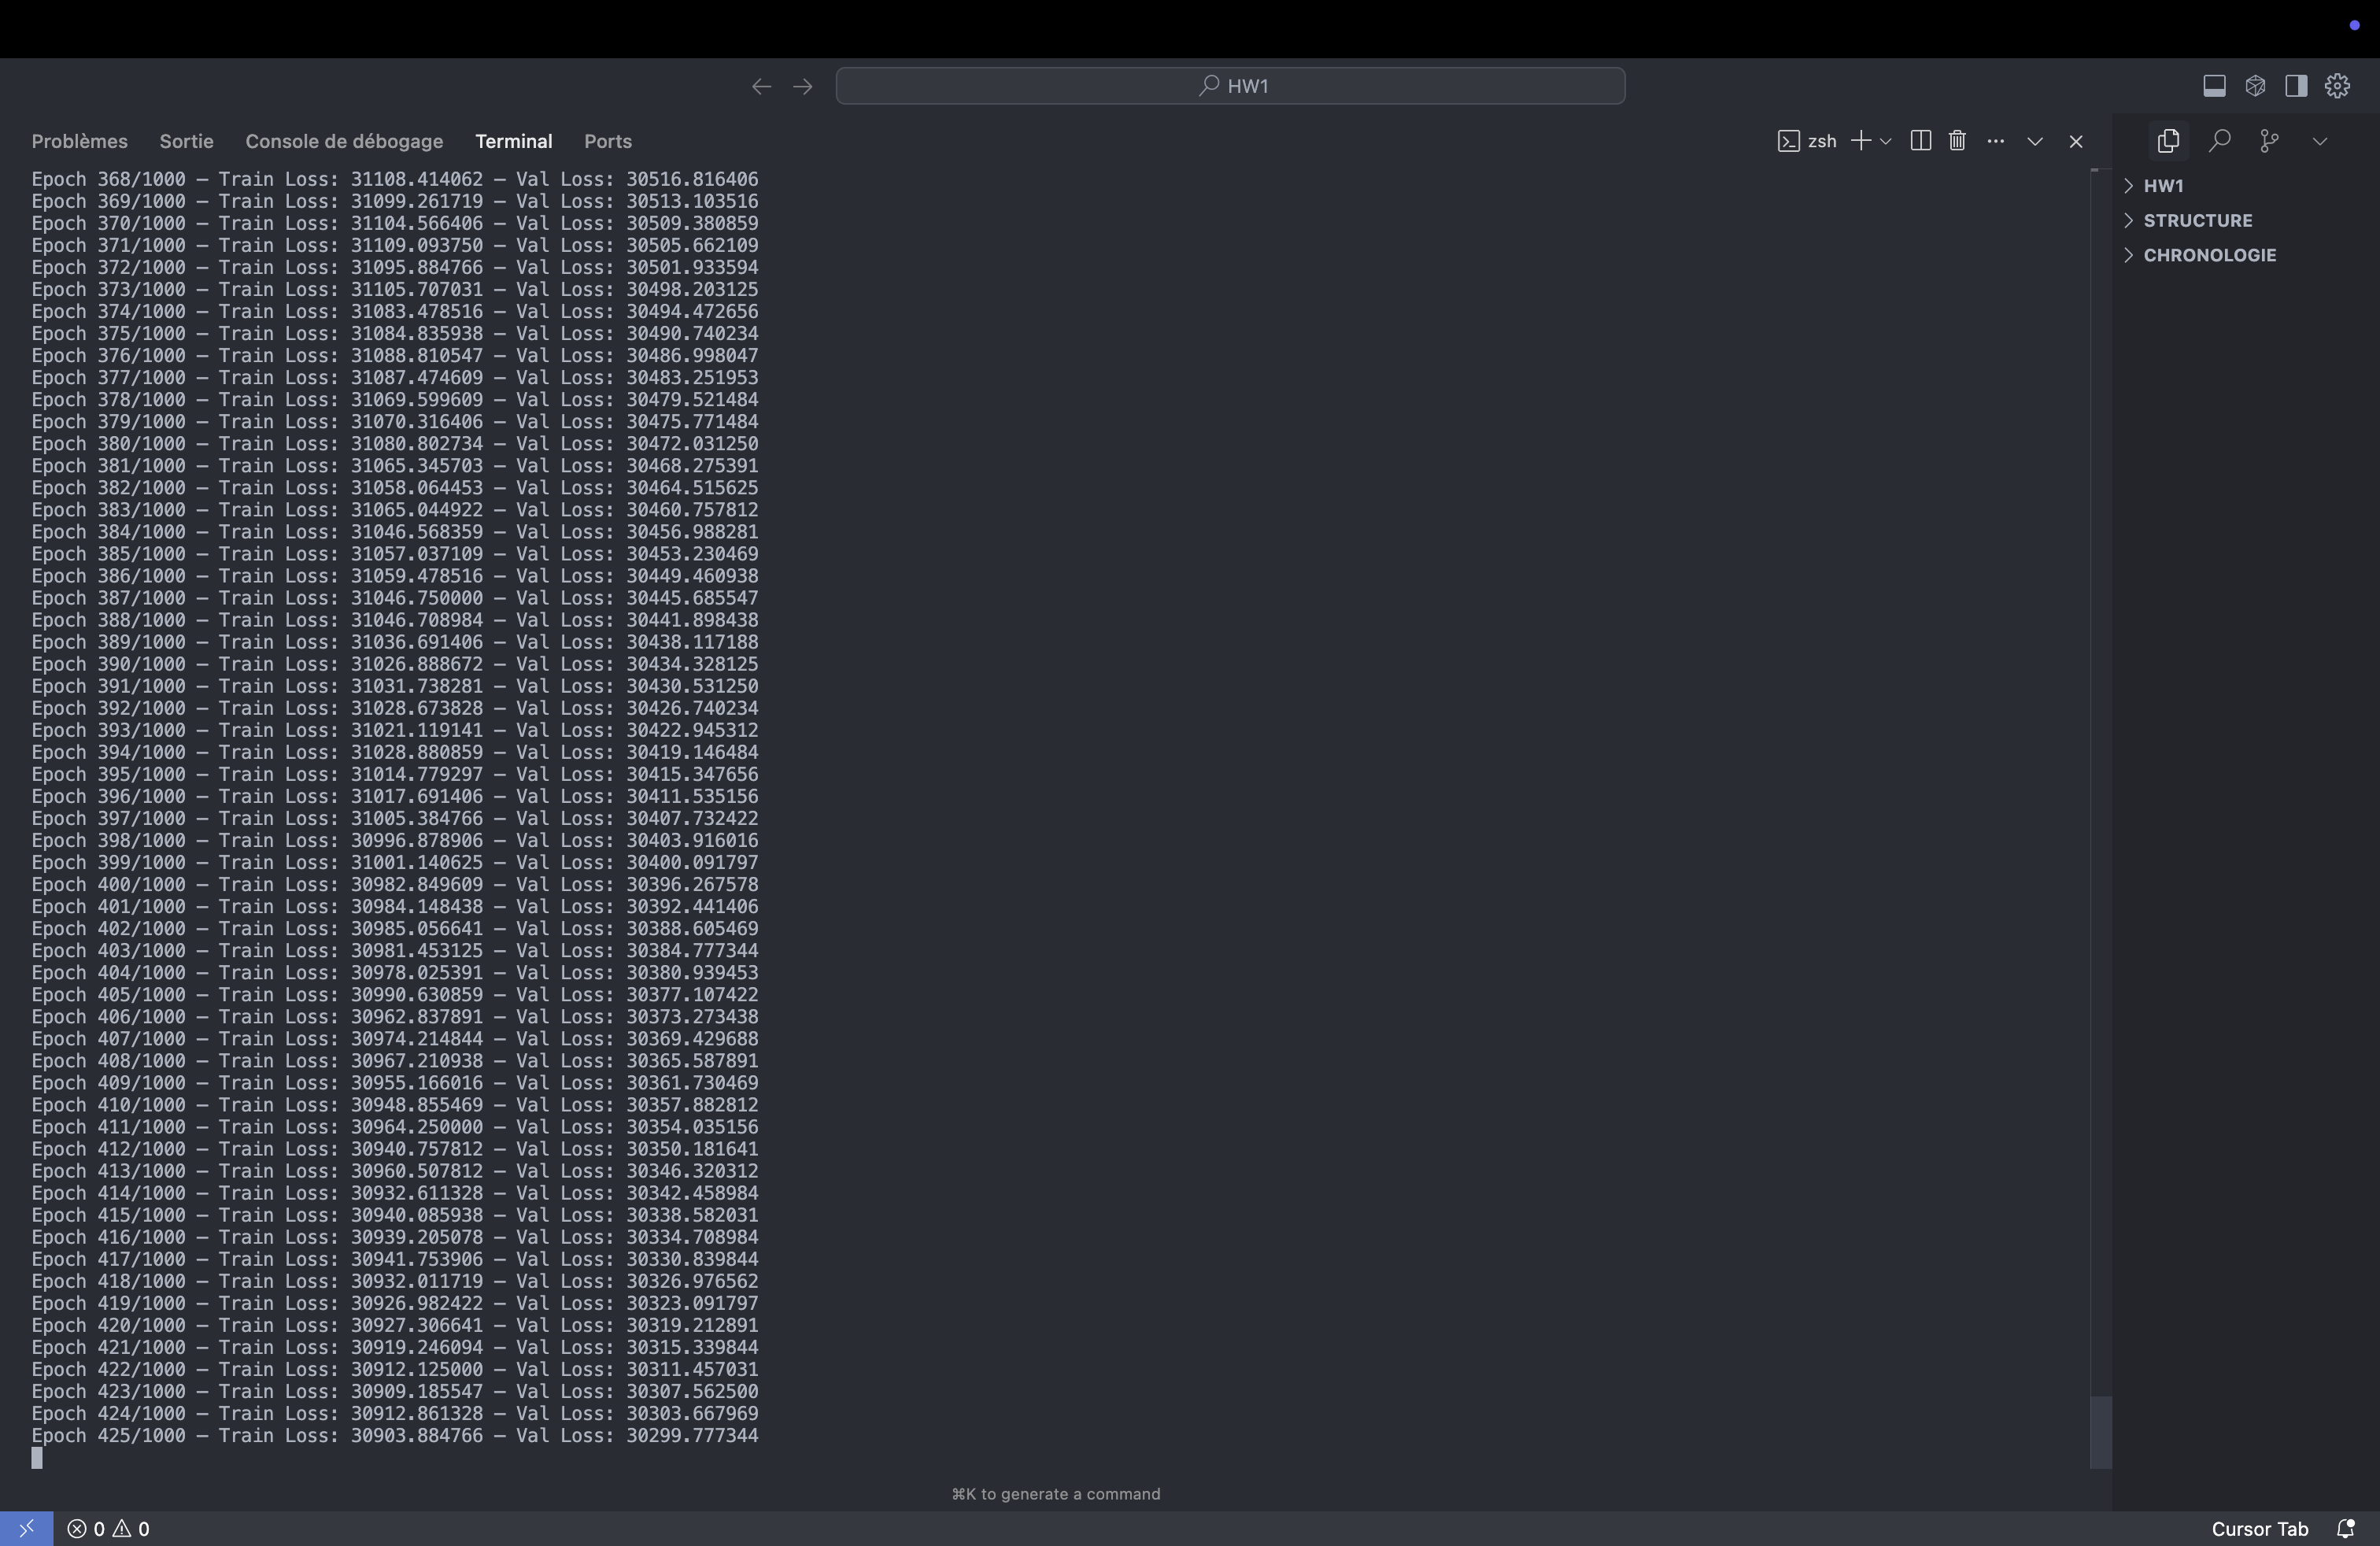 HW1
Problèmes Sortie Console de débogage Terminal Ports
zsh
Epoch 368/1000 — Train Loss: 31108.414062 — Val Loss: 30516.816406
Epoch 369/1000 — Train Loss: 31099.261719 — Val Loss: 30513.103516
Epoch 370/1000 — Train Loss: 31104.566406 — Val Loss: 30509.380859
Epoch 371/1000 — Train Loss: 31109.093750 — Val Loss: 30505.662109
Epoch 372/1000 — Train Loss: 31095.884766 — Val Loss: 30501.933594
Epoch 373/1000 — Train Loss: 31105.707031 — Val Loss: 30498.203125
Epoch 374/1000 — Train Loss: 31083.478516 — Val Loss: 30494.472656
Epoch 375/1000 — Train Loss: 31084.835938 — Val Loss: 30490.740234
Epoch 376/1000 — Train Loss: 31088.810547 — Val Loss: 30486.998047
Epoch 377/1000 — Train Loss: 31087.474609 — Val Loss: 30483.251953
Epoch 378/1000 — Train Loss: 31069.599609 — Val Loss: 30479.521484
Epoch 379/1000 — Train Loss: 31070.316406 — Val Loss: 30475.771484
Epoch 380/1000 — Train Loss: 31080.802734 — Val Loss: 30472.031250
Epoch 381/1000 — Train Loss: 31065.345703 — Val Loss: 30468.275391
Epoch 382/1000 — Train Loss: 31058.064453 — Val Loss: 30464.515625
Epoch 383/1000 — Train Loss: 31065.044922 — Val Loss: 30460.757812
Epoch 384/1000 — Train Loss: 31046.568359 — Val Loss: 30456.988281
Epoch 385/1000 — Train Loss: 31057.037109 — Val Loss: 30453.230469
Epoch 386/1000 — Train Loss: 31059.478516 — Val Loss: 30449.460938
Epoch 387/1000 — Train Loss: 31046.750000 — Val Loss: 30445.685547
Epoch 388/1000 — Train Loss: 31046.708984 — Val Loss: 30441.898438
Epoch 389/1000 — Train Loss: 31036.691406 — Val Loss: 30438.117188
Epoch 390/1000 — Train Loss: 31026.888672 — Val Loss: 30434.328125
Epoch 391/1000 — Train Loss: 31031.738281 — Val Loss: 30430.531250
Epoch 392/1000 — Train Loss: 31028.673828 — Val Loss: 30426.740234
Epoch 393/1000 — Train Loss: 31021.119141 — Val Loss: 30422.945312
Epoch 394/1000 — Train Loss: 31028.880859 — Val Loss: 30419.146484
Epoch 395/1000 — Train Loss: 31014.779297 — Val Loss: 30415.347656
Epoch 396/1000 — Train Loss: 31017.691406 — Val Loss: 30411.535156
Epoch 397/1000 — Train Loss: 31005.384766 — Val Loss: 30407.732422
Epoch 398/1000 — Train Loss: 30996.878906 — Val Loss: 30403.916016
Epoch 399/1000 — Train Loss: 31001.140625 — Val Loss: 30400.091797
Epoch 400/1000 — Train Loss: 30982.849609 — Val Loss: 30396.267578
Epoch 401/1000 — Train Loss: 30984.148438 — Val Loss: 30392.441406
Epoch 402/1000 — Train Loss: 30985.056641 — Val Loss: 30388.605469
Epoch 403/1000 — Train Loss: 30981.453125 — Val Loss: 30384.777344
Epoch 404/1000 — Train Loss: 30978.025391 — Val Loss: 30380.939453
Epoch 405/1000 — Train Loss: 30990.630859 — Val Loss: 30377.107422
Epoch 406/1000 — Train Loss: 30962.837891 — Val Loss: 30373.273438
Epoch 407/1000 — Train Loss: 30974.214844 — Val Loss: 30369.429688
Epoch 408/1000 — Train Loss: 30967.210938 — Val Loss: 30365.587891
Epoch 409/1000 — Train Loss: 30955.166016 — Val Loss: 30361.730469
Epoch 410/1000 — Train Loss: 30948.855469 — Val Loss: 30357.882812
Epoch 411/1000 — Train Loss: 30964.250000 — Val Loss: 30354.035156
Epoch 412/1000 — Train Loss: 30940.757812 — Val Loss: 30350.181641
Epoch 413/1000 — Train Loss: 30960.507812 — Val Loss: 30346.320312
Epoch 414/1000 — Train Loss: 30932.611328 — Val Loss: 30342.458984
Epoch 415/1000 — Train Loss: 30940.085938 — Val Loss: 30338.582031
Epoch 416/1000 — Train Loss: 30939.205078 — Val Loss: 30334.708984
Epoch 417/1000 — Train Loss: 30941.753906 — Val Loss: 30330.839844
Epoch 418/1000 — Train Loss: 30932.011719 — Val Loss: 30326.976562
Epoch 419/1000 — Train Loss: 30926.982422 — Val Loss: 30323.091797
Epoch 420/1000 — Train Loss: 30927.306641 — Val Loss: 30319.212891
Epoch 421/1000 — Train Loss: 30919.246094 — Val Loss: 30315.339844
Epoch 422/1000 — Train Loss: 30912.125000 — Val Loss: 30311.457031
Epoch 423/1000 — Train Loss: 30909.185547 — Val Loss: 30307.562500
Epoch 424/1000 — Train Loss: 30912.861328 — Val Loss: 30303.667969
Epoch 425/1000 — Train Loss: 30903.884766 — Val Loss: 30299.777344
⌘K to generate a command
HW1
STRUCTURE
CHRONOLOGIE
0 0
Cursor Tab